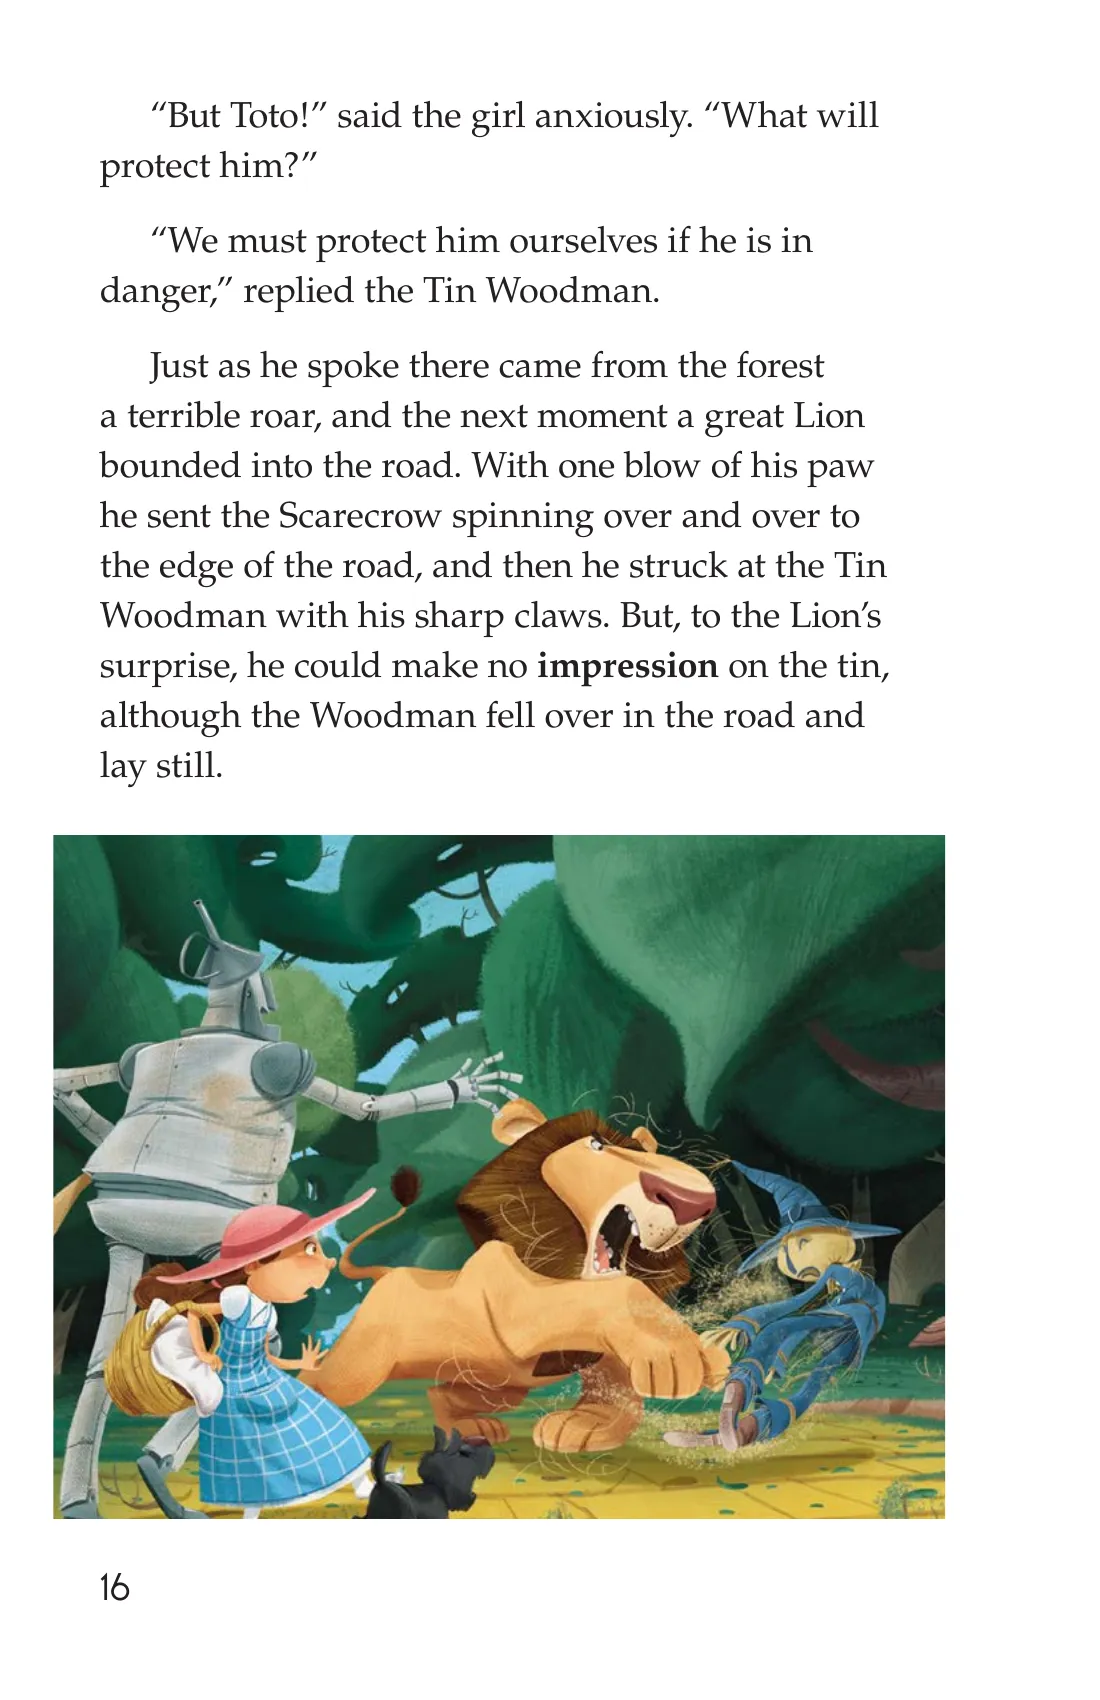 “But Toto!” said the girl anxiously. “What will
protect him?”
“We must protect him ourselves if he is in
danger,” replied the Tin Woodman.
Just as he spoke there came from the forest
a terrible roar, and the next moment a great Lion
bounded into the road. With one blow of his paw
he sent the Scarecrow spinning over and over to
the edge of the road, and then he struck at the Tin
Woodman with his sharp claws. But, to the Lion’s
surprise, he could make no impression on the tin,
although the Woodman fell over in the road and
lay still.
16